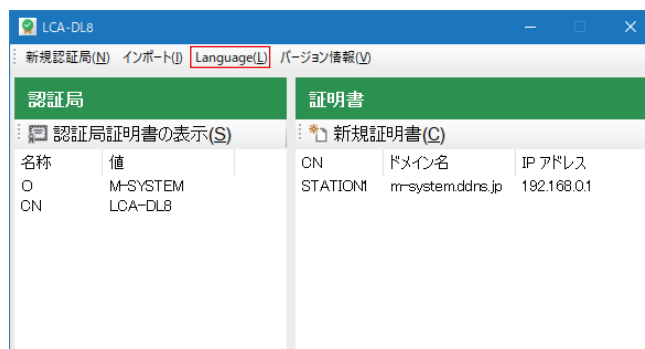 LCA-DL8
新規認証局(N) インポート(I) Language(L) バージョン情報(V)
認証局
認証局証明書の表示(S)
名称 値
O M-SYSTEM
CN LCA-DL8
証明書
新規証明書(C)
CN ドメイン名 IP アドレス
STATION1 m-system.ddns.jp 192.168.0.1